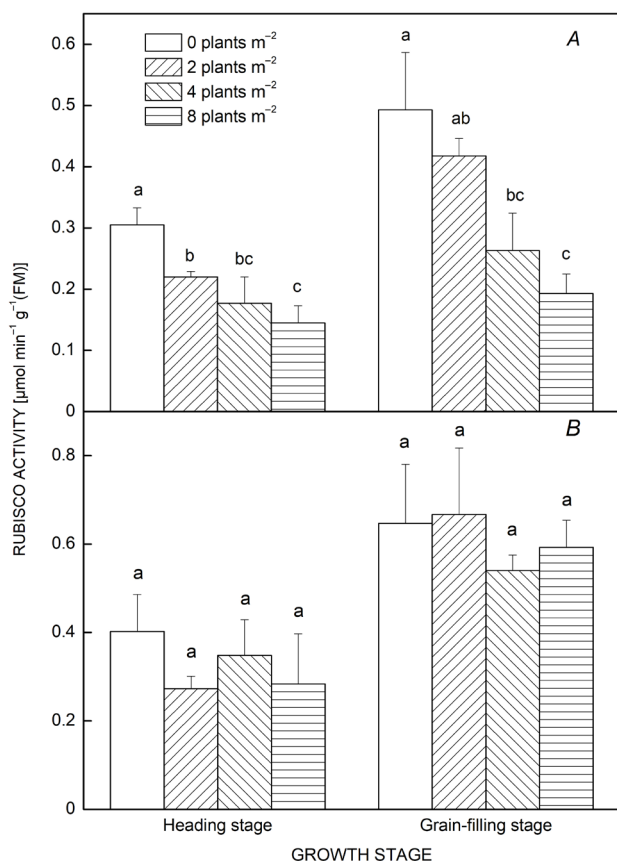 0 plants m⁻²
2 plants m⁻²
4 plants m⁻²
8 plants m⁻²
A
0.6
0.5
0.4
0.3
0.2
0.1
0
a
b
bc
c
a
ab
bc
c
RUBISCO ACTIVITY [µmol min⁻¹ g⁻¹(FM)]
B
0.8
0.6
0.4
0.2
0
a
a
a
a
a
a
a
a
Heading stage
Grain-filling stage
GROWTH STAGE